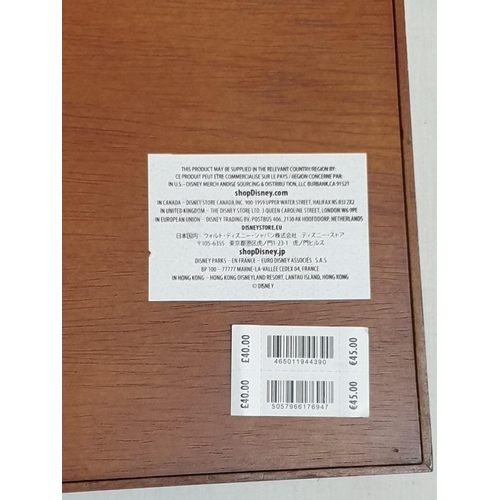 THIS PRODUCT MAY BE SUPPLIED IN THE RELEVANT COUNTRY/REGION BY:
CE PRODUIT PEUT ÊTRE COMMERCIALISE SUR LE PAYS / REGION CONCERNE PAR:
IN U.S - DISNEY MERCHANDISE SOURCING & DISTRIBUTION, LLC BURBANK, CA 91521
IN CANADA - DISNEY STORE CANADA INC. 900-1959 UPPER WATER STREET, HALIFAX NS B3J 2X2
IN UNITED KINGDOM - THE DISNEY STORE LTD. 3 QUEEN CAROLINE STREET, LONDON W6 9PE
IN EUROPEAN UNION - DISNEY TRADING BV, POSTBUS 406, 2130 AK HOOFDDORP, NETHERLANDS
DISNEYSTORE.EU
日本国内 - ウォルト・ディズニー・ジャパン株式会社 ディズニー・ストア
〒105-6355 東京都港区虎ノ門1-23-1 虎ノ門ヒルズ
shopDisney.com
shopDisney.jp
DISNEY PARKS - EN FRANCE - EURO DISNEY ASSOCIÉS S.A.S
BP 100 - 77777 MARNE-LA-VALLÉE CEDEX 04, FRANCE
IN HONG KONG - HONG KONG DISNEYLAND RESORT, LANTAU ISLAND, HONG KONG
© DISNEY
£40.00
465011944390
€45.00
£40.00
5057966176947
€45.00